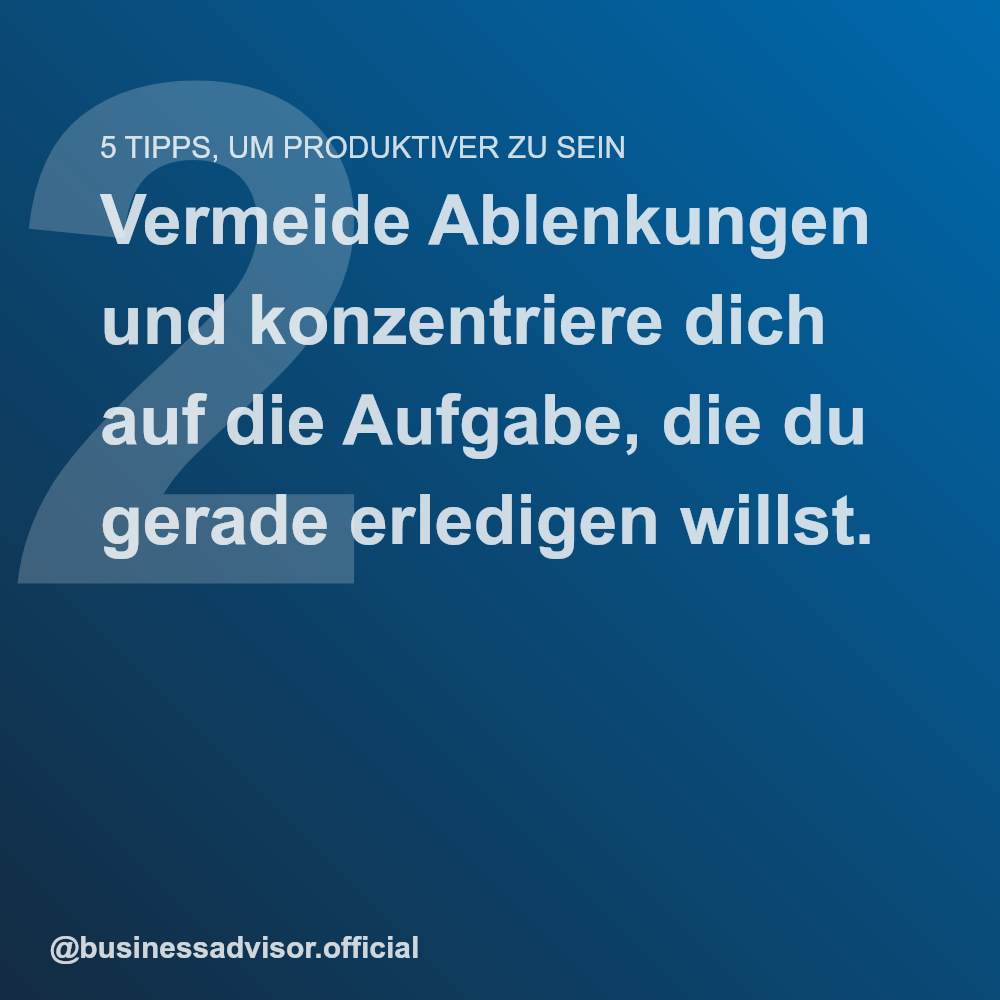 2
5 TIPPS, UM PRODUKTIVER ZU SEIN
Vermeide Ablenkungen
und konzentriere dich
auf die Aufgabe, die du
gerade erledigen willst.
@businessadvisor.official